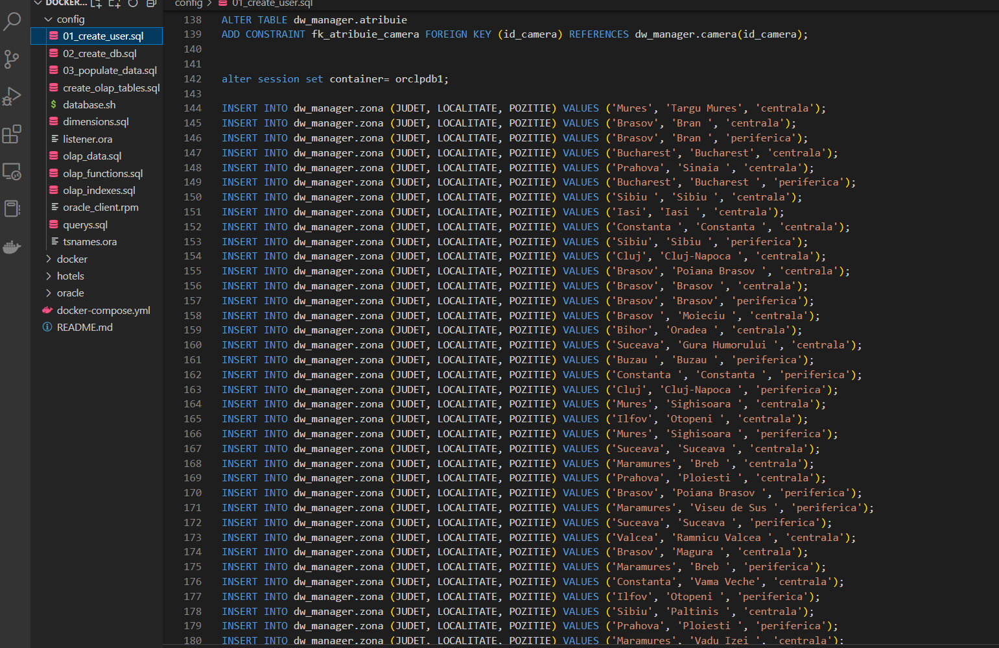 DOCKER...
config
01_create_user.sql
02_create_db.sql
03_populate_data.sql
create_olap_tables.sql
$ database.sh
dimensions.sql
listener.ora
olap_data.sql
olap_functions.sql
olap_indexes.sql
oracle_client.rpm
querys.sql
tsnames.ora
docker
hotels
oracle
docker-compose.yml
README.md
config > 01_create_user.sql
138 ALTER TABLE dw_manager.atribuie
139 ADD CONSTRAINT fk_atribuie_camera FOREIGN KEY (id_camera) REFERENCES dw_manager.camera(id_camera);
140
141
142 alter session set container= orclpdb1;
143
144 INSERT INTO dw_manager.zona (JUDET, LOCALITATE, POZITIE) VALUES ('Mures', 'Targu Mures', 'centrala');
145 INSERT INTO dw_manager.zona (JUDET, LOCALITATE, POZITIE) VALUES ('Brasov', 'Bran ', 'centrala');
146 INSERT INTO dw_manager.zona (JUDET, LOCALITATE, POZITIE) VALUES ('Brasov', 'Bran ', 'periferica');
147 INSERT INTO dw_manager.zona (JUDET, LOCALITATE, POZITIE) VALUES ('Bucharest', 'Bucharest', 'centrala');
148 INSERT INTO dw_manager.zona (JUDET, LOCALITATE, POZITIE) VALUES ('Prahova', 'Sinaia ', 'centrala');
149 INSERT INTO dw_manager.zona (JUDET, LOCALITATE, POZITIE) VALUES ('Bucharest', 'Bucharest ', 'periferica');
150 INSERT INTO dw_manager.zona (JUDET, LOCALITATE, POZITIE) VALUES ('Sibiu ', 'Sibiu ', 'centrala');
151 INSERT INTO dw_manager.zona (JUDET, LOCALITATE, POZITIE) VALUES ('Iasi', 'Iasi ', 'centrala');
152 INSERT INTO dw_manager.zona (JUDET, LOCALITATE, POZITIE) VALUES ('Constanta ', 'Constanta ', 'centrala');
153 INSERT INTO dw_manager.zona (JUDET, LOCALITATE, POZITIE) VALUES ('Sibiu', 'Sibiu ', 'periferica');
154 INSERT INTO dw_manager.zona (JUDET, LOCALITATE, POZITIE) VALUES ('Cluj', 'Cluj-Napoca ', 'centrala');
155 INSERT INTO dw_manager.zona (JUDET, LOCALITATE, POZITIE) VALUES ('Brasov', 'Poiana Brasov ', 'centrala');
156 INSERT INTO dw_manager.zona (JUDET, LOCALITATE, POZITIE) VALUES ('Brasov', 'Brasov ', 'centrala');
157 INSERT INTO dw_manager.zona (JUDET, LOCALITATE, POZITIE) VALUES ('Brasov', 'Brasov', 'periferica');
158 INSERT INTO dw_manager.zona (JUDET, LOCALITATE, POZITIE) VALUES ('Brasov ', 'Moieciu ', 'centrala');
159 INSERT INTO dw_manager.zona (JUDET, LOCALITATE, POZITIE) VALUES ('Bihor', 'Oradea ', 'centrala');
160 INSERT INTO dw_manager.zona (JUDET, LOCALITATE, POZITIE) VALUES ('Suceava', 'Gura Humorului ', 'centrala');
161 INSERT INTO dw_manager.zona (JUDET, LOCALITATE, POZITIE) VALUES ('Buzau ', 'Buzau ', 'periferica');
162 INSERT INTO dw_manager.zona (JUDET, LOCALITATE, POZITIE) VALUES ('Constanta ', 'Constanta ', 'periferica');
163 INSERT INTO dw_manager.zona (JUDET, LOCALITATE, POZITIE) VALUES ('Cluj', 'Cluj-Napoca ', 'periferica');
164 INSERT INTO dw_manager.zona (JUDET, LOCALITATE, POZITIE) VALUES ('Mures', 'Sighisoara ', 'centrala');
165 INSERT INTO dw_manager.zona (JUDET, LOCALITATE, POZITIE) VALUES ('Ilfov', 'Otopeni ', 'centrala');
166 INSERT INTO dw_manager.zona (JUDET, LOCALITATE, POZITIE) VALUES ('Mures', 'Sighisoara ', 'periferica');
167 INSERT INTO dw_manager.zona (JUDET, LOCALITATE, POZITIE) VALUES ('Suceava', 'Suceava ', 'centrala');
168 INSERT INTO dw_manager.zona (JUDET, LOCALITATE, POZITIE) VALUES ('Maramures', 'Breb ', 'centrala');
169 INSERT INTO dw_manager.zona (JUDET, LOCALITATE, POZITIE) VALUES ('Prahova', 'Ploiesti ', 'centrala');
170 INSERT INTO dw_manager.zona (JUDET, LOCALITATE, POZITIE) VALUES ('Brasov', 'Poiana Brasov ', 'periferica');
171 INSERT INTO dw_manager.zona (JUDET, LOCALITATE, POZITIE) VALUES ('Maramures', 'Viseu de Sus ', 'periferica');
172 INSERT INTO dw_manager.zona (JUDET, LOCALITATE, POZITIE) VALUES ('Suceava', 'Suceava ', 'periferica');
173 INSERT INTO dw_manager.zona (JUDET, LOCALITATE, POZITIE) VALUES ('Valcea', 'Ramnicu Valcea ', 'centrala');
174 INSERT INTO dw_manager.zona (JUDET, LOCALITATE, POZITIE) VALUES ('Brasov', 'Magura ', 'centrala');
175 INSERT INTO dw_manager.zona (JUDET, LOCALITATE, POZITIE) VALUES ('Maramures', 'Breb ', 'periferica');
176 INSERT INTO dw_manager.zona (JUDET, LOCALITATE, POZITIE) VALUES ('Constanta', 'Vama Veche', 'centrala');
177 INSERT INTO dw_manager.zona (JUDET, LOCALITATE, POZITIE) VALUES ('Ilfov', 'Otopeni ', 'periferica');
178 INSERT INTO dw_manager.zona (JUDET, LOCALITATE, POZITIE) VALUES ('Sibiu', 'Paltinis ', 'centrala');
179 INSERT INTO dw_manager.zona (JUDET, LOCALITATE, POZITIE) VALUES ('Prahova', 'Ploiesti ', 'periferica');
180 INSERT INTO dw_manager.zona (JUDET, LOCALITATE, POZITIE) VALUES ('Maramures', 'Vadu Izei ', 'centrala');